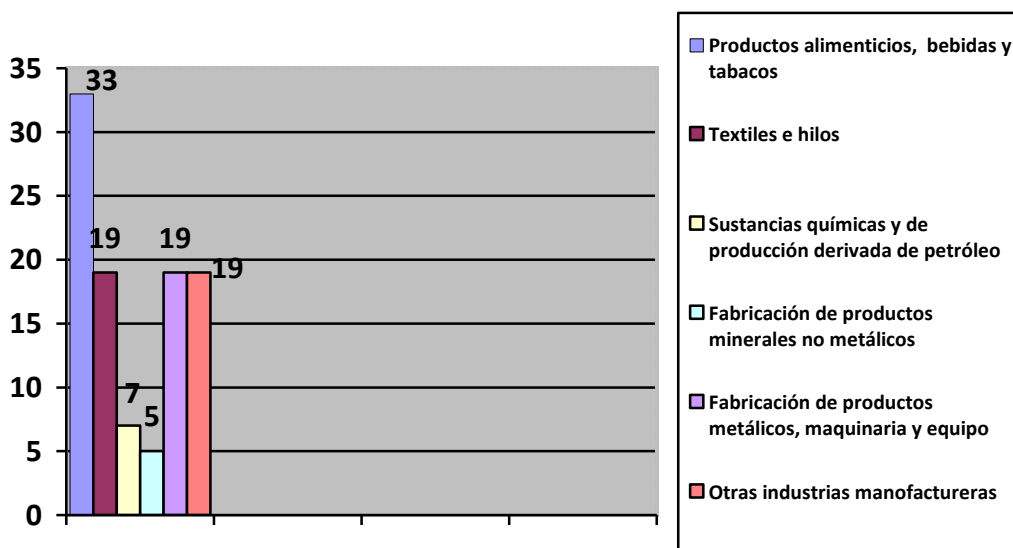 35
30
25
20
15
10
5
0
33
19
7
5
19
19
Productos alimenticios, bebidas y
tabacos
Textiles e hilos
Sustancias químicas y de
producción derivada de petróleo
Fabricación de productos
minerales no metálicos
Fabricación de productos
metálicos, maquinaria y equipo
Otras industrias manufactureras